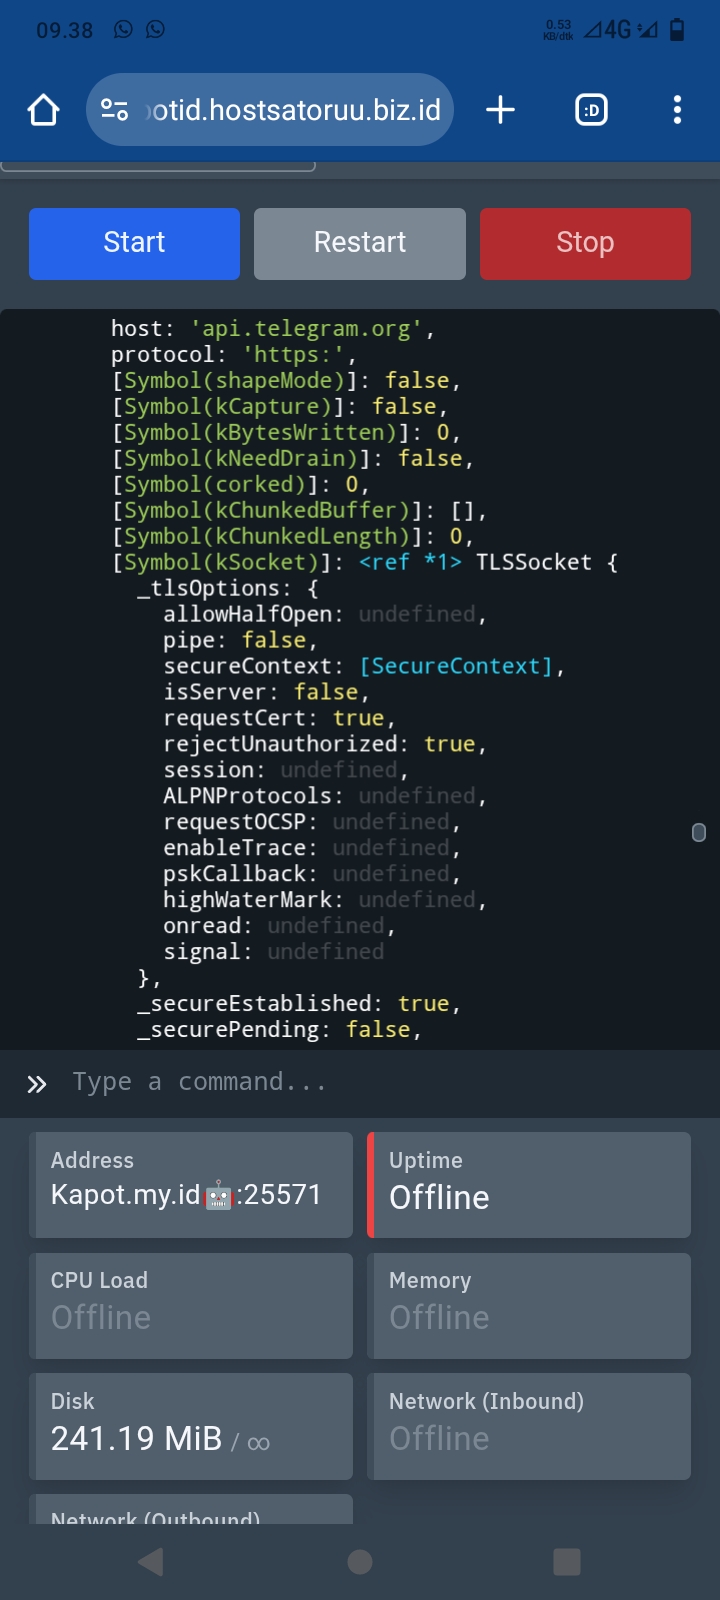 09.38
0.53
KB/dtk
4G
otid.hostsatoruu.biz.id
:D
Start
Restart
Stop
host: 'api.telegram.org',
protocol: 'https:',
[Symbol(shapeMode)]: false,
[Symbol(kCapture)]: false,
[Symbol(kBytesWritten)]: 0,
[Symbol(kNeedDrain)]: false,
[Symbol(corked)]: 0,
[Symbol(kChunkedBuffer)]: [],
[Symbol(kChunkedLength)]: 0,
[Symbol(kSocket)]: <ref *1> TLSSocket {
_tlsOptions: {
allowHalfOpen: undefined,
pipe: false,
secureContext: [SecureContext],
isServer: false,
requestCert: true,
rejectUnauthorized: true,
session: undefined,
ALPNProtocols: undefined,
requestOCSP: undefined,
enableTrace: undefined,
pskCallback: undefined,
highWaterMark: undefined,
onread: undefined,
signal: undefined
},
_secureEstablished: true,
_securePending: false,
Type a command...
Address
Kapot.my.id🤖:25571
Uptime
Offline
CPU Load
Offline
Memory
Offline
Disk
241.19 MiB / ∞
Network (Inbound)
Offline
Network (Outbound)